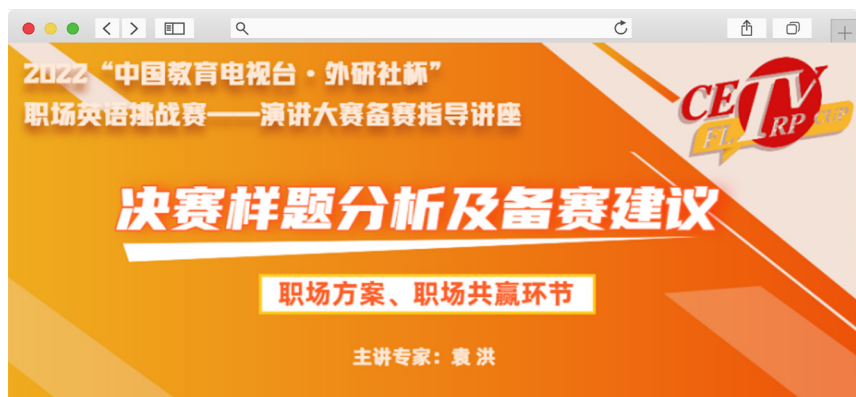 2022“中国教育电视台·外研社杯”
职场英语挑战赛——演讲大赛备赛指导讲座
CETV
FLTRP CUP
决赛样题分析及备赛建议
职场方案、职场共赢环节
主讲专家：袁 洪